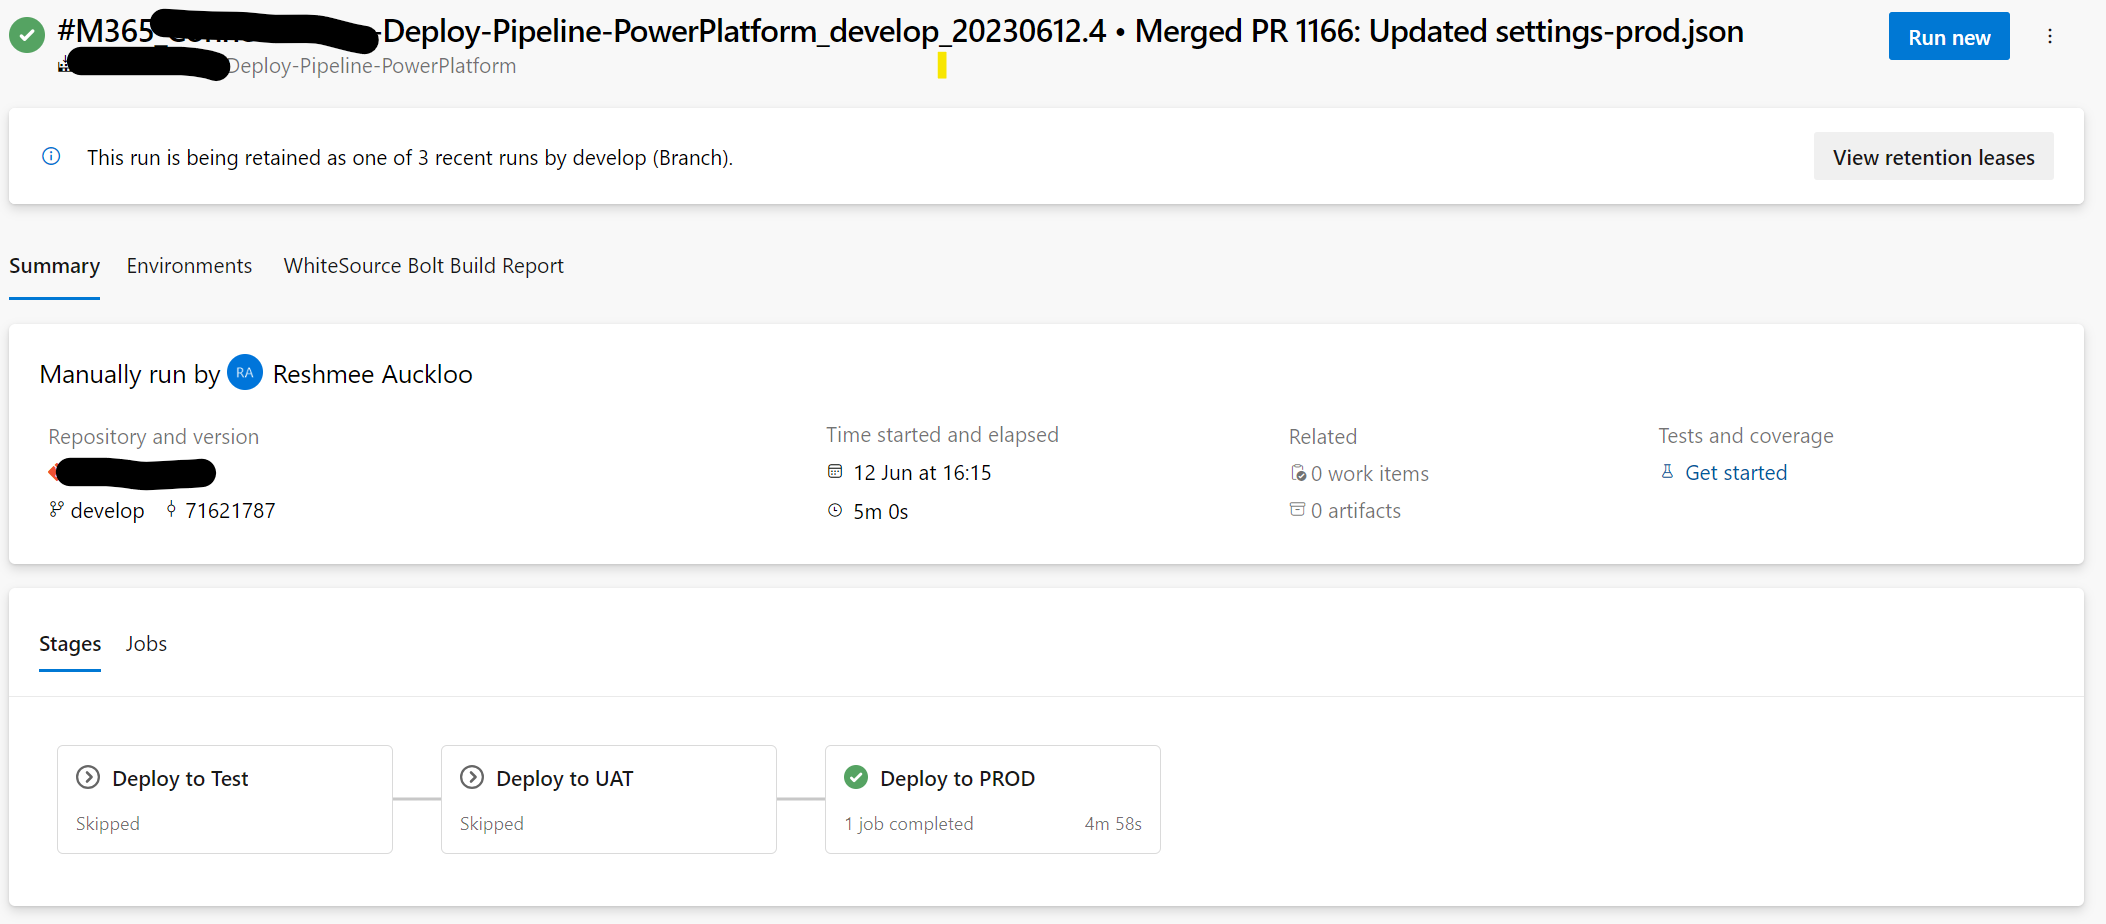 #M365_ -Deploy-Pipeline-PowerPlatform_develop_20230612.4 • Merged PR 1166: Updated settings-prod.json
Deploy-Pipeline-PowerPlatform
Run new
This run is being retained as one of 3 recent runs by develop (Branch).
View retention leases
Summary Environments WhiteSource Bolt Build Report
Manually run by RA Reshmee Auckloo
Repository and version
develop 71621787
Time started and elapsed
12 Jun at 16:15
5m 0s
Related
0 work items
0 artifacts
Tests and coverage
Get started
Stages Jobs
Deploy to Test
Skipped
Deploy to UAT
Skipped
Deploy to PROD
1 job completed 4m 58s